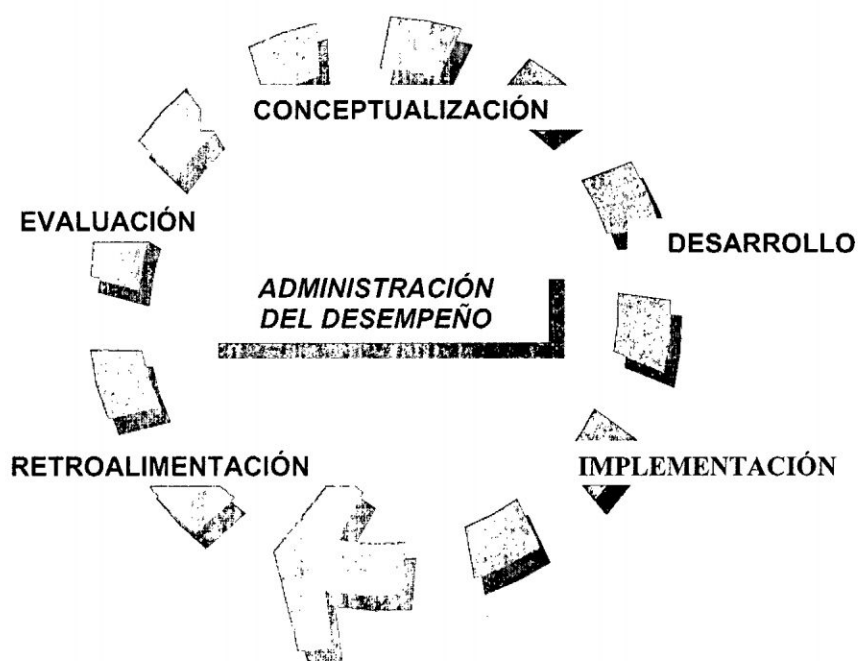 CONCEPTUALIZACIÓN
EVALUACIÓN
DESARROLLO
ADMINISTRACIÓN
DEL DESEMPEÑO
RETROALIMENTACIÓN
IMPLEMENTACIÓN